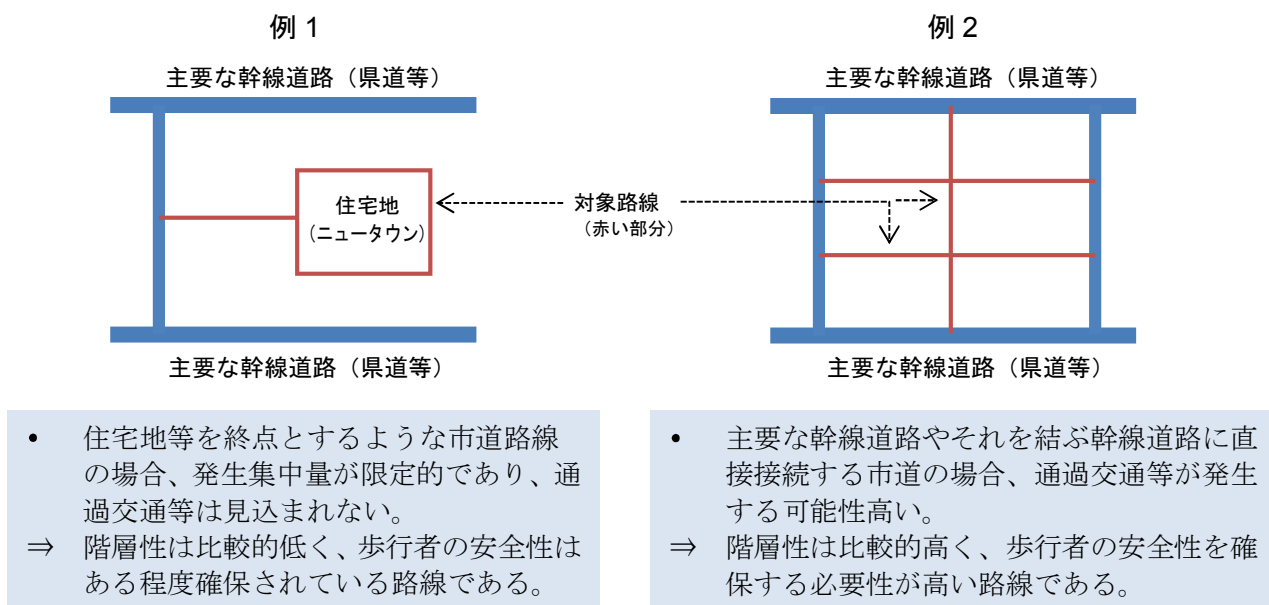 例 1
主要な幹線道路（県道等）
住宅地
（ニュータウン）
主要な幹線道路（県道等）
対象路線
（赤い部分）
例 2
主要な幹線道路（県道等）
主要な幹線道路（県道等）
• 住宅地等を終点とするような市道路線
の場合、発生集中量が限定的であり、通
過交通等は見込まれない。
⇒ 階層性は比較的低く、歩行者の安全性は
ある程度確保されている路線である。
• 主要な幹線道路やそれを結ぶ幹線道路に直
接接続する市道の場合、通過交通等が発生
する可能性高い。
⇒ 階層性は比較的高く、歩行者の安全性を確
保する必要性が高い路線である。